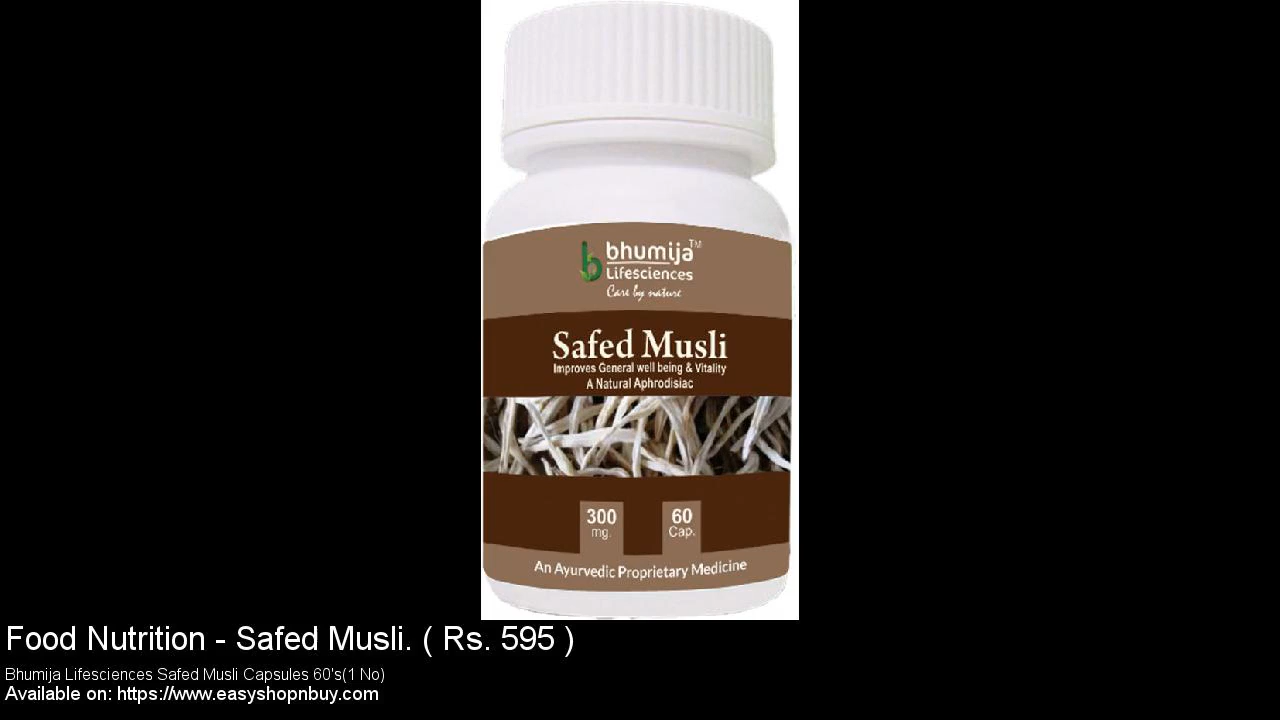 bhumija™
Lifesciences
Care by nature
Safed Musli
Improves General well being & Vitality
A Natural Aphrodisiac
300
mg.
60
Cap.
An Ayurvedic Proprietary Medicine
Food Nutrition - Safed Musli. ( Rs. 595 )
Bhumija Lifesciences Safed Musli Capsules 60's(1 No)
Available on: https://www.easyshopnbuy.com